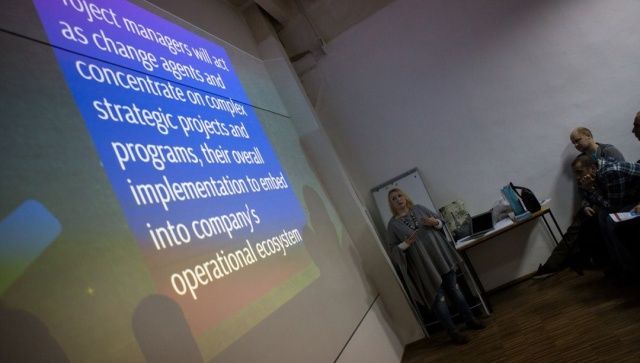 roject managers will act
as change agents and
concentrate on complex
strategic projects and
programs, their overall
implementation to embed
into company's
operational ecosystem